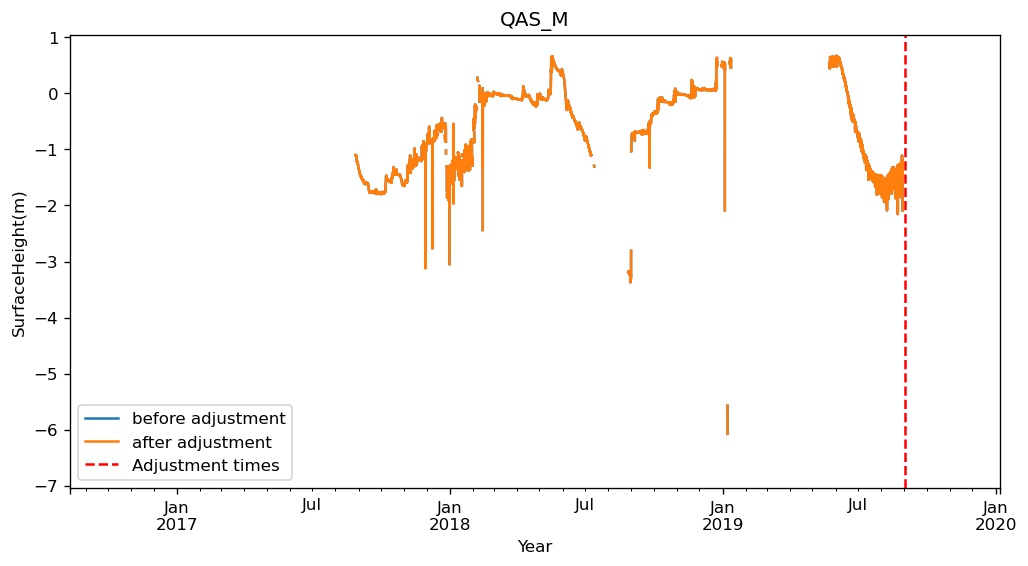 QAS_M
SurfaceHeight(m)
1
0
−1
−2
−3
−4
−5
−6
−7
before adjustment
after adjustment
Adjustment times
Jan Jul Jan Jul Jan Jul Jan
2017 2018 2019 2020
Year